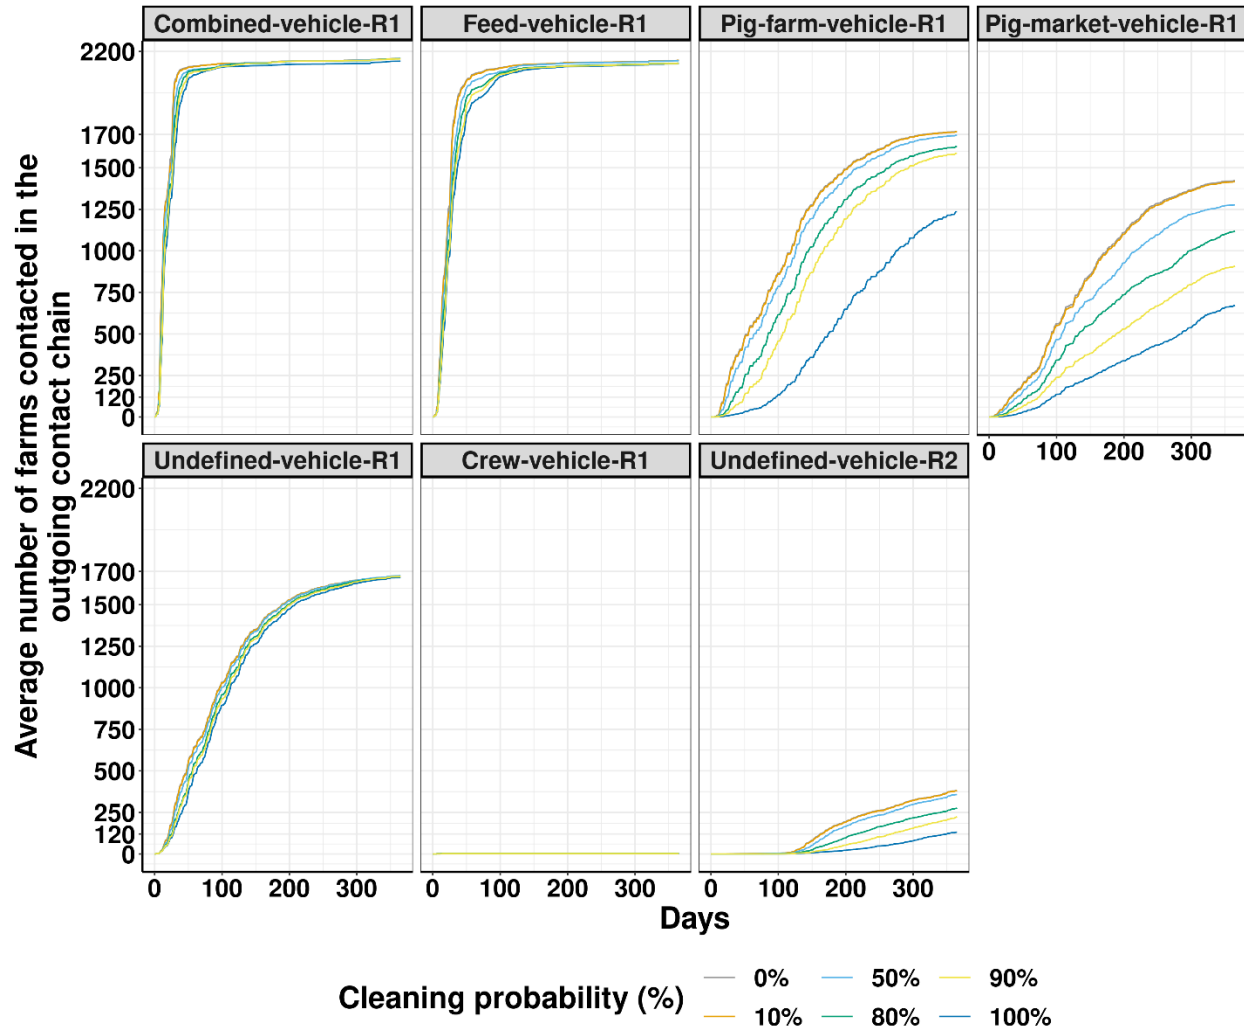 Combined-vehicle-R1 Feed-vehicle-R1 Pig-farm-vehicle-R1 Pig-market-vehicle-R1
Average number of farms contacted in the
outgoing contact chain
2200
1700
1500
1250
1000
750
500
250
120
0
0 100 200 300
Undefined-vehicle-R1 Crew-vehicle-R1 Undefined-vehicle-R2
2200
1700
1500
1250
1000
750
500
250
120
0
0 100 200 300 0 100 200 300 0 100 200 300
Days
Cleaning probability (%)
0% 50% 90%
10% 80% 100%